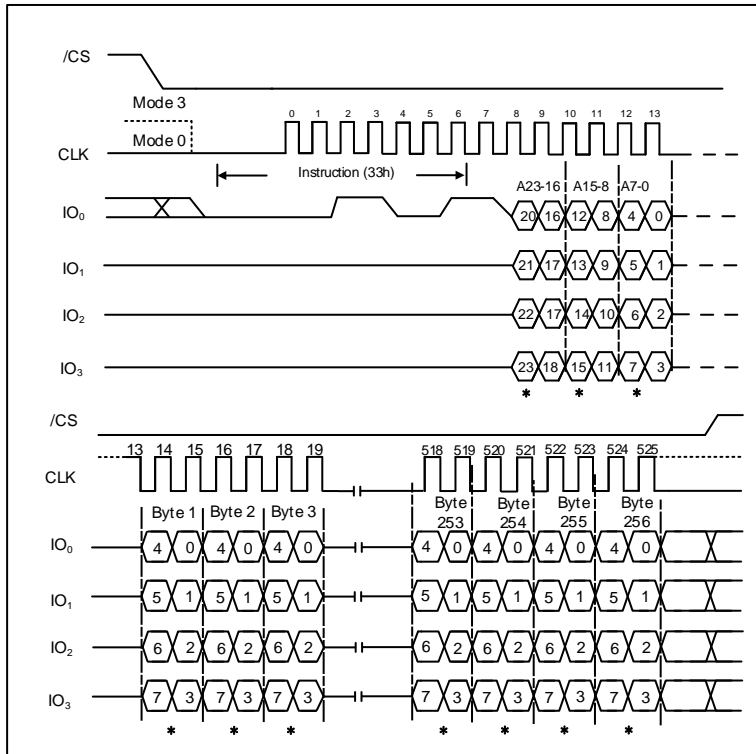 /CS
Mode 3
Mode 0
CLK
0 1 2 3 4 5 6 7 8 9 10 11 12 13
Instruction (33h)
A23-16 A15-8 A7-0
IO0 20 16 12 8 4 0
IO1 21 17 13 9 5 1
IO2 22 17 14 10 6 2
IO3 23 18 15 11 7 3
* * *
/CS
13 14 15 16 17 18 19 518 519 520 521 522 523 524 525
CLK
Byte 1 Byte 2 Byte 3 Byte 253 Byte 254 Byte 255 Byte 256
IO0 4 0 4 0 4 0 4 0 4 0 4 0 4 0
IO1 5 1 5 1 5 1 5 1 5 1 5 1 5 1
IO2 6 2 6 2 6 2 6 2 6 2 6 2 6 2
IO3 7 3 7 3 7 3 7 3 7 3 7 3 7 3
* * * * * * *